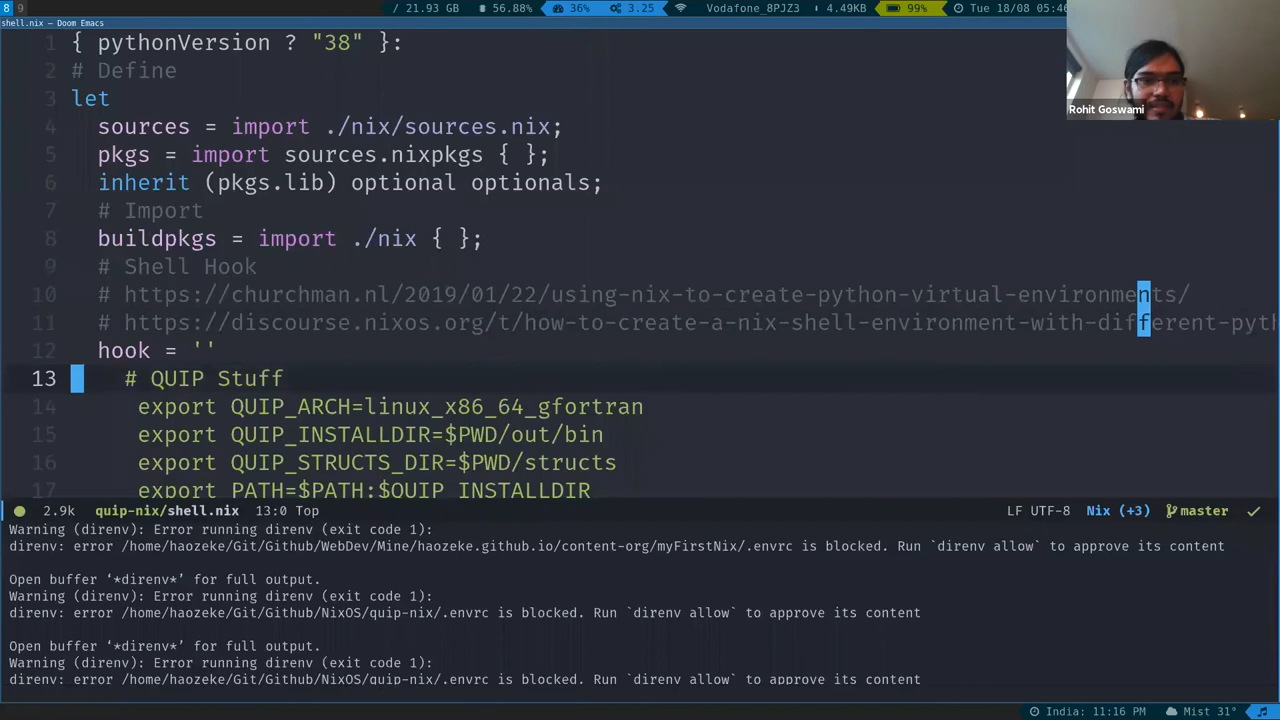 8 9 / 21.93 GB 56.88% 36% 3.25 Vodafone_8PJZ3 4.49KB 99% Tue 18/08 05:46
shell.nix — Doom Emacs
1 { pythonVersion ? "38" }:
2 # Define
3 let
4 sources = import ./nix/sources.nix;
5 pkgs = import sources.nixpkgs { };
6 inherit (pkgs.lib) optional optionals;
7 # Import
8 buildpkgs = import ./nix { };
9 # Shell Hook
10 # https://churchman.nl/2019/01/22/using-nix-to-create-python-virtual-environments/
11 # https://discourse.nixos.org/t/how-to-create-a-nix-shell-environment-with-different-pyth
12 hook = ''
13 # QUIP Stuff
14 export QUIP_ARCH=linux_x86_64_gfortran
15 export QUIP_INSTALLDIR=$PWD/out/bin
16 export QUIP_STRUCTS_DIR=$PWD/structs
17 export PATH=$PATH:$QUIP_INSTALLDIR
Rohit Goswami
2.9k quip-nix/shell.nix 13:0 Top LF UTF-8 Nix (+3) master
Warning (direnv): Error running direnv (exit code 1):
direnv: error /home/haozeke/Git/Github/WebDev/Mine/haozeke.github.io/content-org/myFirstNix/.envrc is blocked. Run `direnv allow` to approve its content
Open buffer ‘*direnv*’ for full output.
Warning (direnv): Error running direnv (exit code 1):
direnv: error /home/haozeke/Git/Github/NixOS/quip-nix/.envrc is blocked. Run `direnv allow` to approve its content
Open buffer ‘*direnv*’ for full output.
Warning (direnv): Error running direnv (exit code 1):
direnv: error /home/haozeke/Git/Github/NixOS/quip-nix/.envrc is blocked. Run `direnv allow` to approve its content
India: 11:16 PM Mist 31°